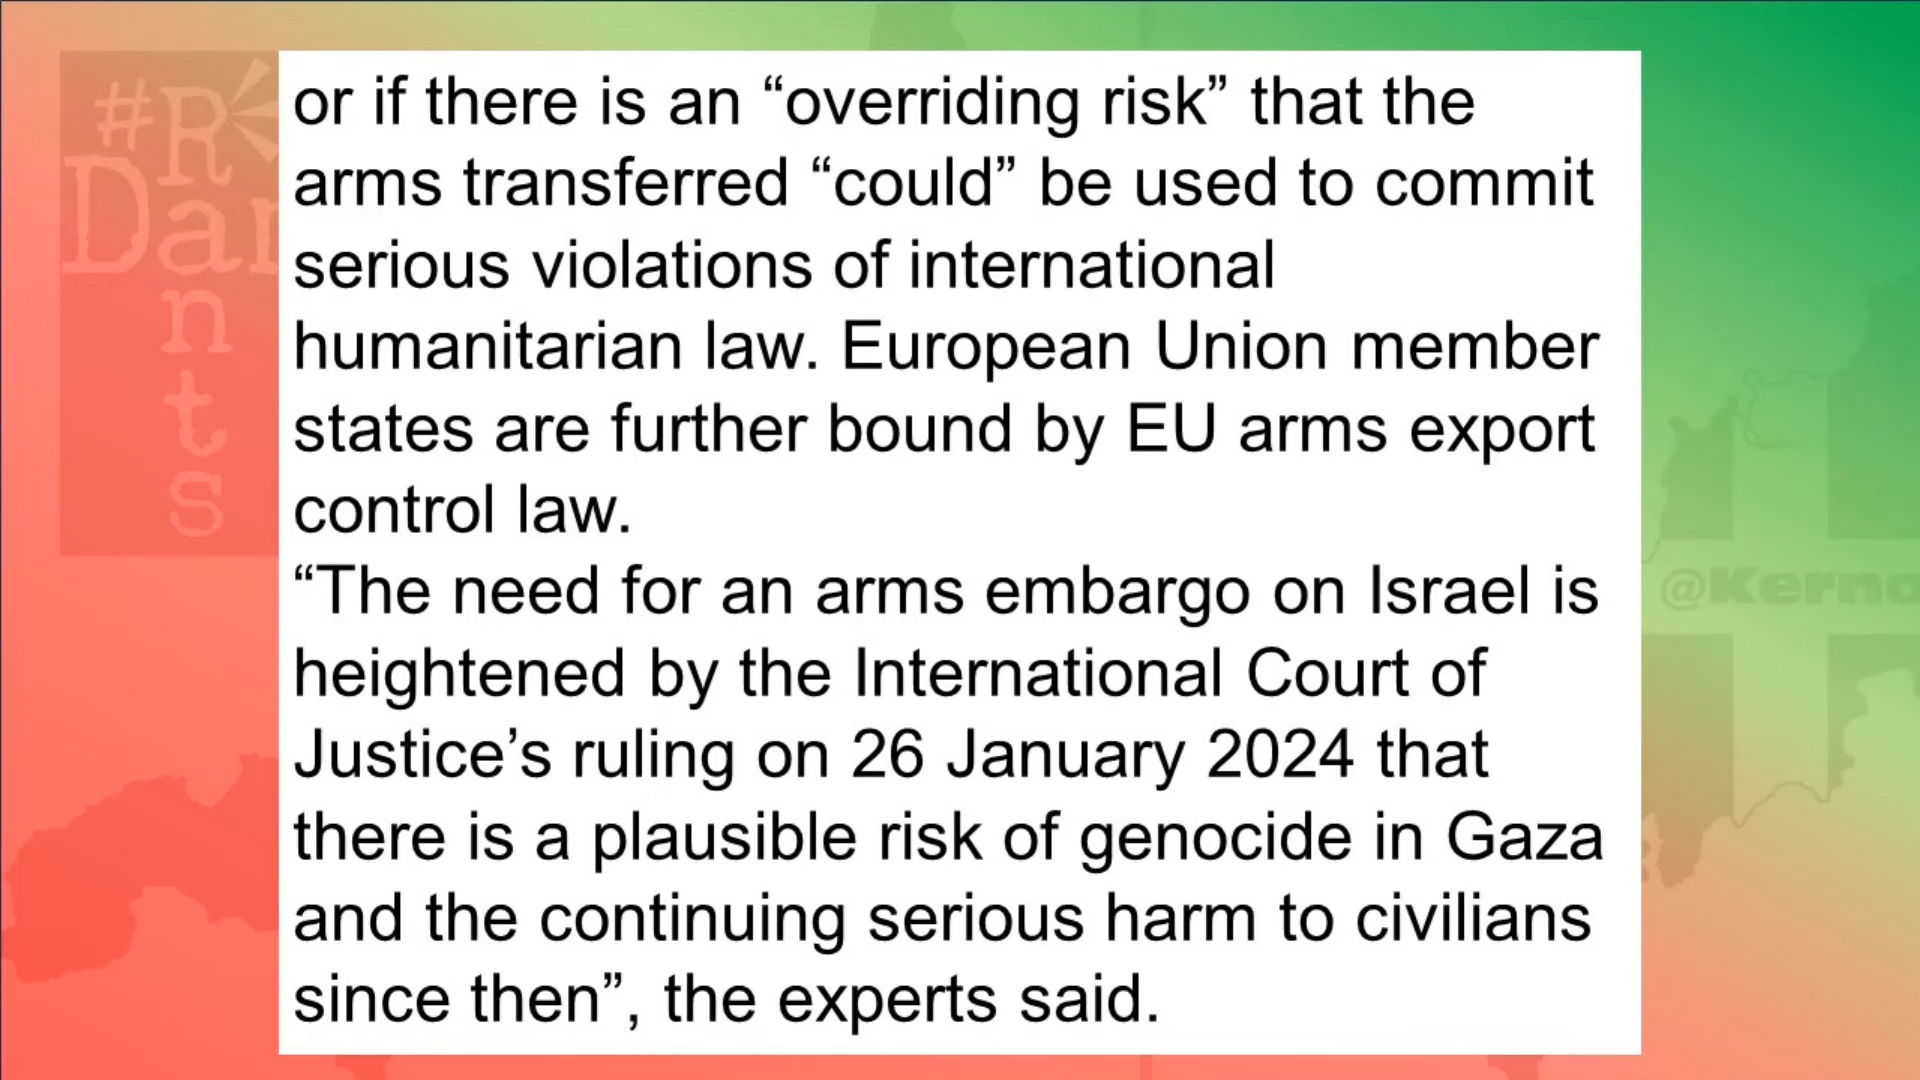 or if there is an “overriding risk” that the
arms transferred “could” be used to commit
serious violations of international
humanitarian law. European Union member
states are further bound by EU arms export
control law.
“The need for an arms embargo on Israel is
heightened by the International Court of
Justice’s ruling on 26 January 2024 that
there is a plausible risk of genocide in Gaza
and the continuing serious harm to civilians
since then”, the experts said.
#R
Dan
n
t
s
@Kerno